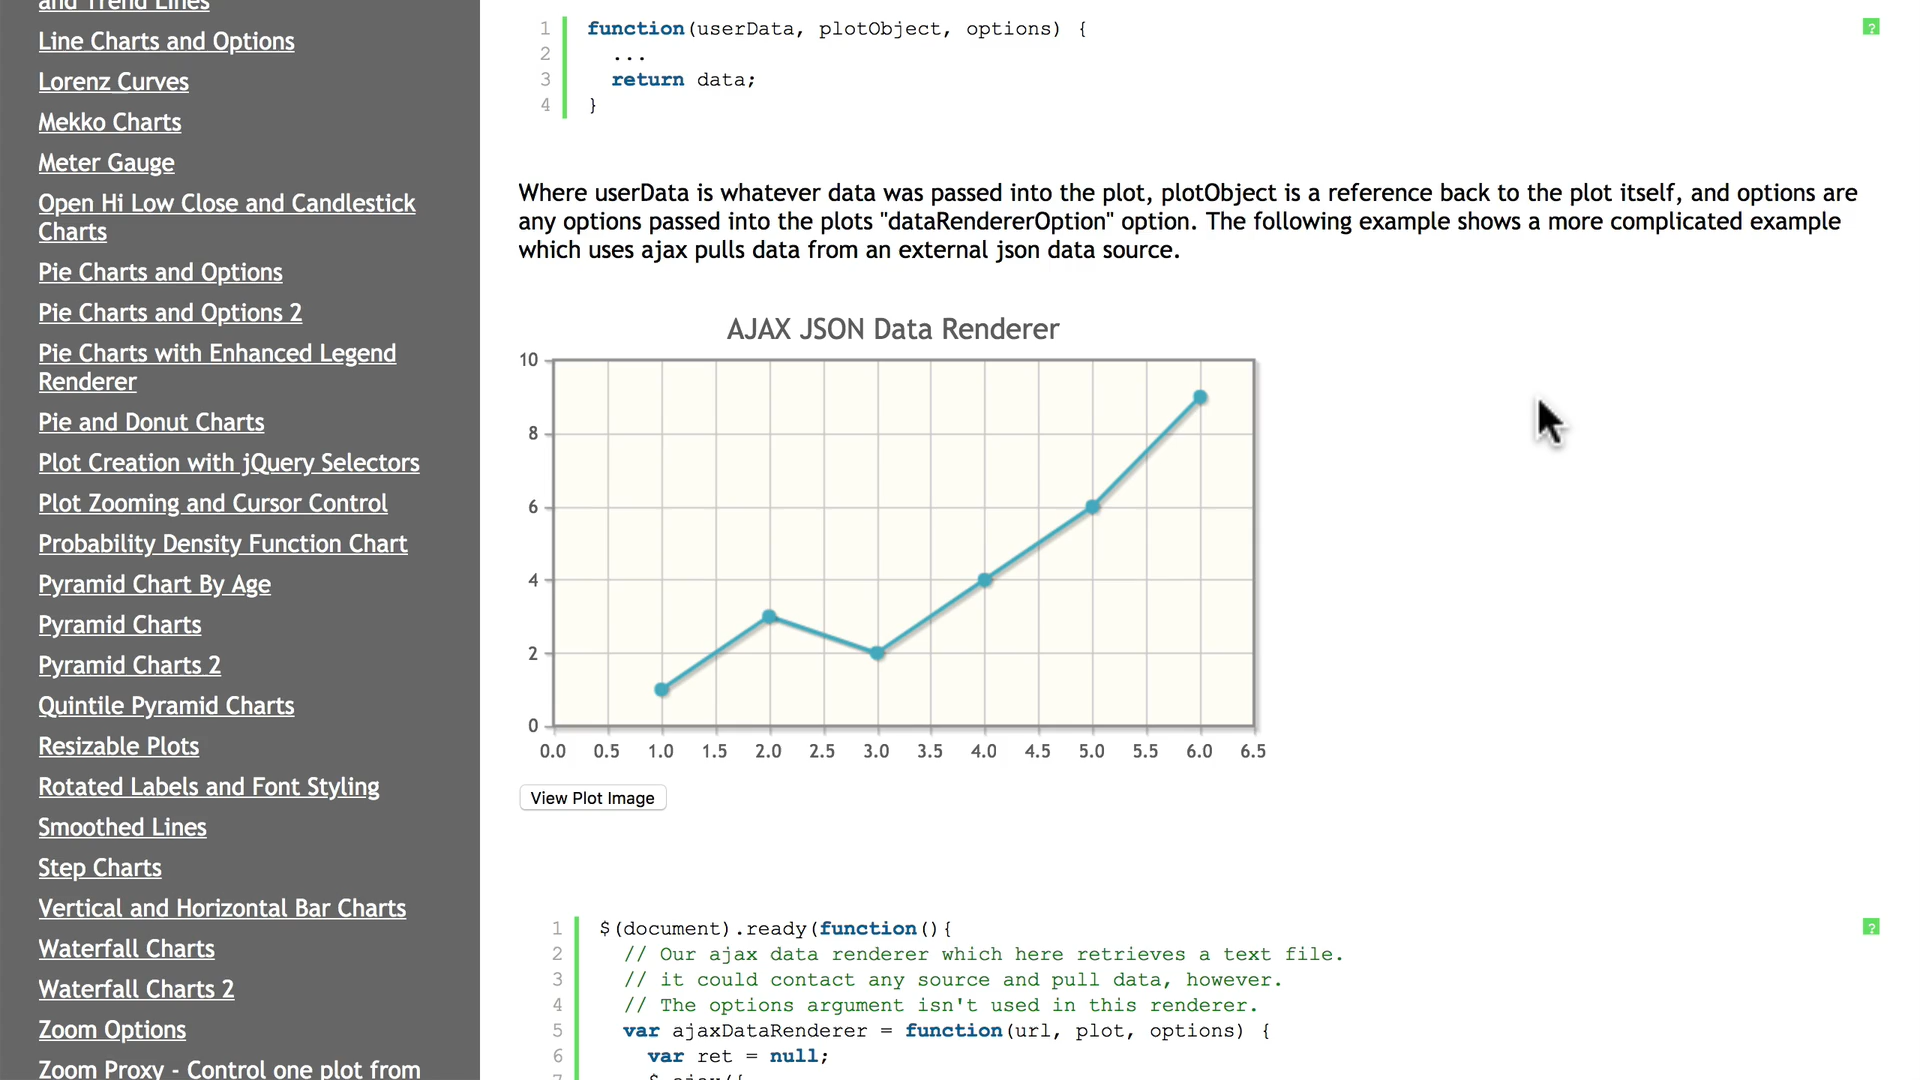 and Trend Lines
Line Charts and Options
Lorenz Curves
Mekko Charts
Meter Gauge
Open Hi Low Close and Candlestick
Charts
Pie Charts and Options
Pie Charts and Options 2
Pie Charts with Enhanced Legend
Renderer
Pie and Donut Charts
Plot Creation with jQuery Selectors
Plot Zooming and Cursor Control
Probability Density Function Chart
Pyramid Chart By Age
Pyramid Charts
Pyramid Charts 2
Quintile Pyramid Charts
Resizable Plots
Rotated Labels and Font Styling
Smoothed Lines
Step Charts
Vertical and Horizontal Bar Charts
Waterfall Charts
Waterfall Charts 2
Zoom Options
Zoom Proxy - Control one plot from
1 function(userData, plotObject, options) {
?
2 ...
3 return data;
4 }
Where userData is whatever data was passed into the plot, plotObject is a reference back to the plot itself, and options are
any options passed into the plots "dataRendererOption" option. The following example shows a more complicated example
which uses ajax pulls data from an external json data source.
AJAX JSON Data Renderer
10
8
6
4
2
0
0.0 0.5 1.0 1.5 2.0 2.5 3.0 3.5 4.0 4.5 5.0 5.5 6.0 6.5
View Plot Image
1 $(document).ready(function(){
?
2 // Our ajax data renderer which here retrieves a text file.
3 // it could contact any source and pull data, however.
4 // The options argument isn't used in this renderer.
5 var ajaxDataRenderer = function(url, plot, options) {
6 var ret = null;
7 $.ajax({